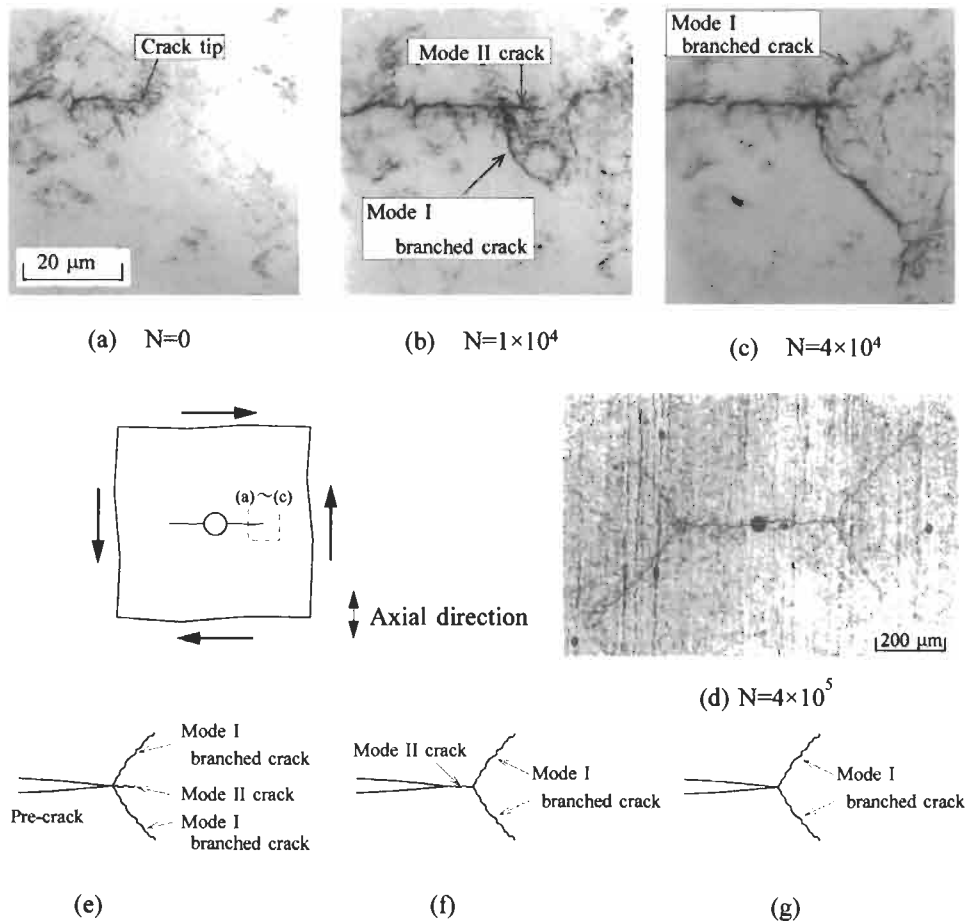 Crack tip
20 μm
Mode II crack
Mode I
branched crack
Mode I
branched crack
(a) N=0
(b) N=1×10⁴
(c) N=4×10⁴
(a)~(c)
Axial direction
200 μm
(d) N=4×10⁵
Mode I
branched crack
Mode II crack
Pre-crack
Mode I
branched crack
Mode II crack
Mode I
branched crack
Mode I
branched crack
(e)
(f)
(g)